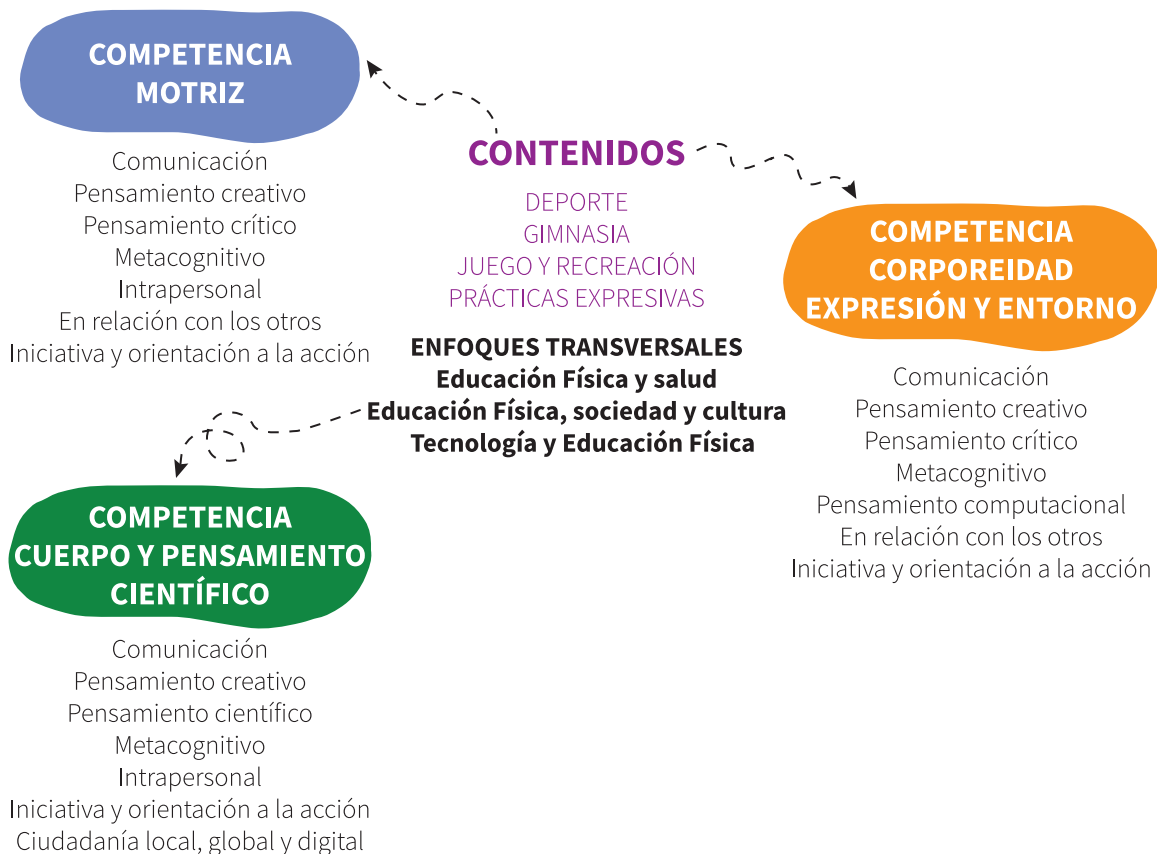 COMPETENCIA
MOTRIZ
Comunicación
Pensamiento creativo
Pensamiento crítico
Metacognitivo
Intrapersonal
En relación con los otros
Iniciativa y orientación a la acción
CONTENIDOS
DEPORTE
GIMNASIA
JUEGO Y RECREACIÓN
PRÁCTICAS EXPRESIVAS
ENFOQUES TRANSVERSALES
Educación Física y salud
Educación Física, sociedad y cultura
Tecnología y Educación Física
COMPETENCIA
CORPOREIDAD
EXPRESIÓN Y ENTORNO
Comunicación
Pensamiento creativo
Pensamiento crítico
Metacognitivo
Pensamiento computacional
En relación con los otros
Iniciativa y orientación a la acción
COMPETENCIA
CUERPO Y PENSAMIENTO
CIENTÍFICO
Comunicación
Pensamiento creativo
Pensamiento científico
Metacognitivo
Intrapersonal
Iniciativa y orientación a la acción
Ciudadanía local, global y digital